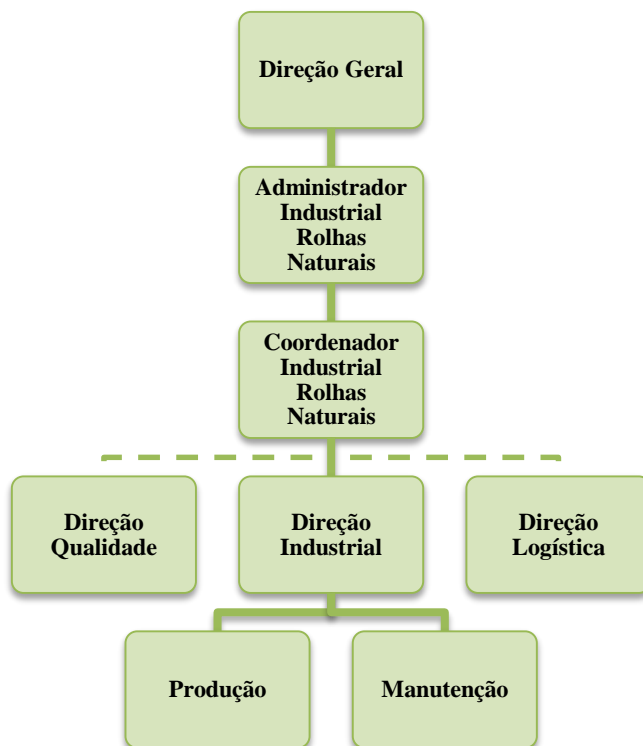 Direção Geral
Administrador
Industrial
Rolhas
Naturais
Coordenador
Industrial
Rolhas
Naturais
Direção
Qualidade
Direção
Industrial
Direção
Logística
Produção
Manutenção